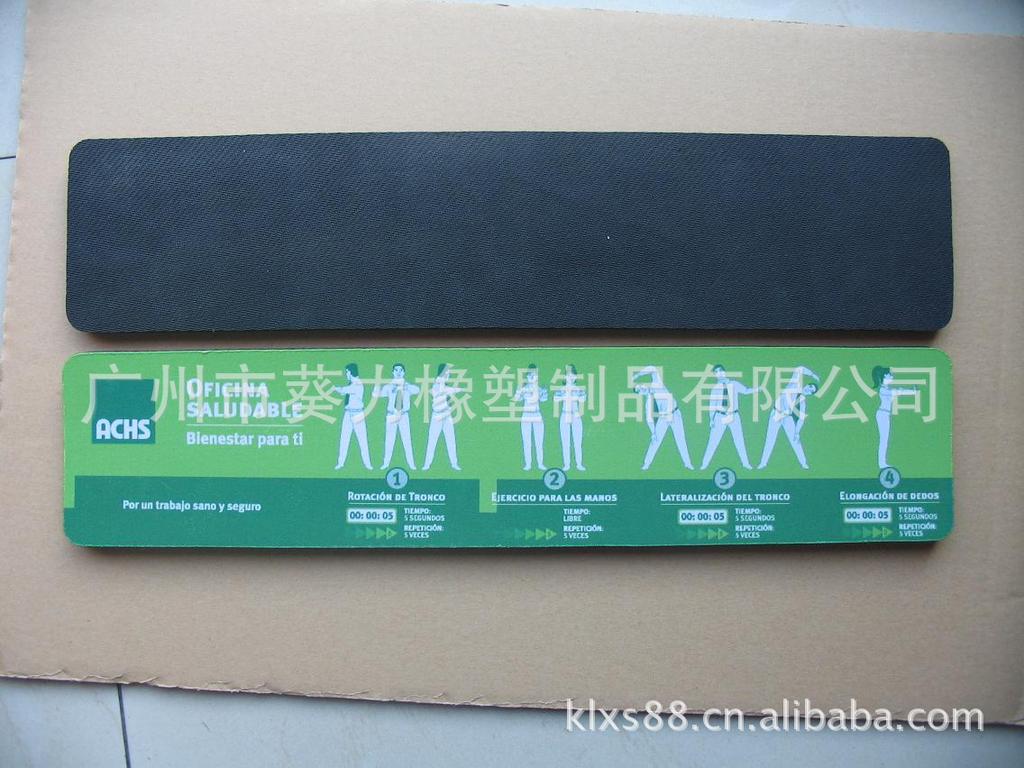 广州市葵力橡塑制品有限公司
ACHS
OFICINA
SALUDABLE
Bienestar para ti
Por un trabajo sano y seguro
1
ROTACIÓN DE TRONCO
00: 00: 05
TIEMPO:
5 SEGUNDOS
REPETICIÓN:
5 VECES
2
EJERCICIO PARA LAS MANOS
TIEMPO:
LIBRE
REPETICIÓN:
5 VECES
3
LATERALIZACIÓN DEL TRONCO
00: 00: 05
TIEMPO:
5 SEGUNDOS
REPETICIÓN:
5 VECES
4
ELONGACIÓN DE DEDOS
00: 00: 05
TIEMPO:
5 SEGUNDOS
REPETICIÓN:
5 VECES
klxs88.cn.alibaba.com